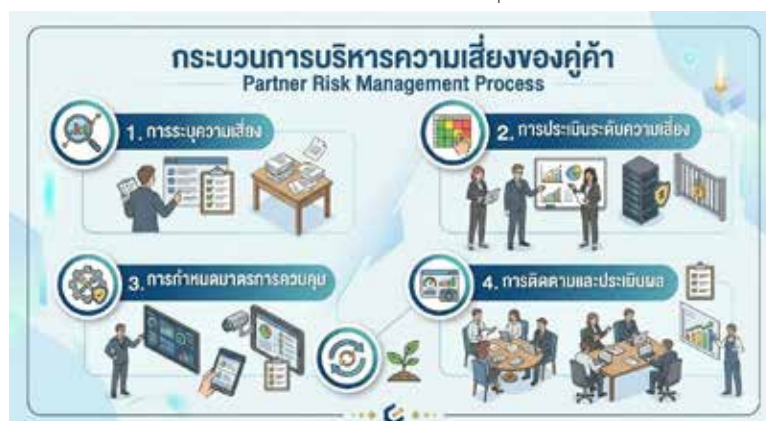 กระบวนการบริหารความเสี่ยงของคู่ค้า
Partner Risk Management Process
1. การระบุความเสี่ยง
2. การประเมินระดับความเสี่ยง
3. การกำหนดมาตรการควบคุม
4. การติดตามและประเมินผล